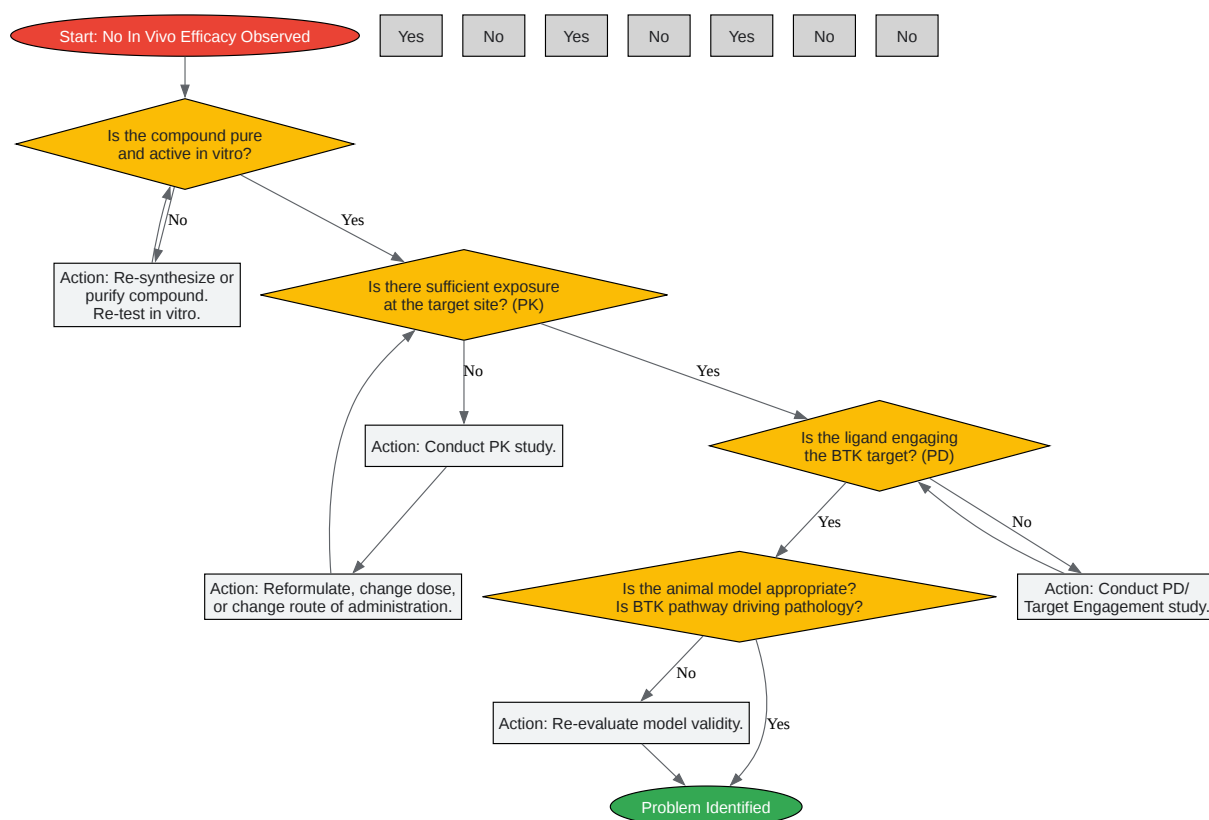 Start: No In Vivo Efficacy Observed
Yes
No
Yes
No
Yes
No
No
Is the compound pure
and active in vitro?
No
Yes
Action: Re-synthesize or
purify compound.
Re-test in vitro.
Is there sufficient exposure
at the target site? (PK)
No
Yes
Action: Conduct PK study.
Is the ligand engaging
the BTK target? (PD)
Yes
No
Action: Reformulate, change dose,
or change route of administration.
Is the animal model appropriate?
Is BTK pathway driving pathology?
Action: Conduct PD/
Target Engagement study.
No
Yes
Action: Re-evaluate model validity.
Problem Identified